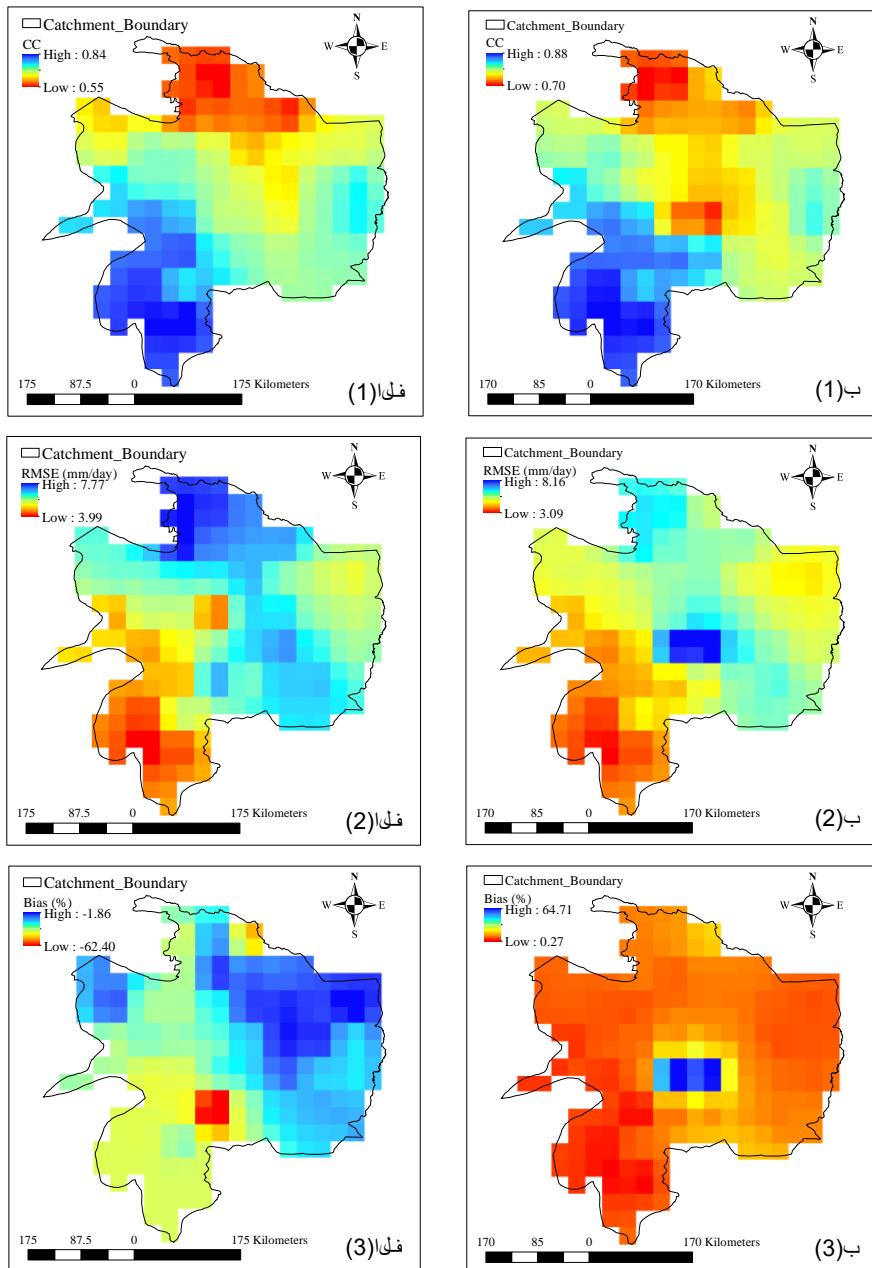 Catchment_Boundary
CC
High : 0.84
Low : 0.55
N
W E
S
175 87.5 0 175 Kilometers
الف(1)
Catchment_Boundary
CC
High : 0.88
Low : 0.70
N
W E
S
170 85 0 170 Kilometers
ب(1)
Catchment_Boundary
RMSE (mm/day)
High : 7.77
Low : 3.99
N
W E
S
175 87.5 0 175 Kilometers
الف(2)
Catchment_Boundary
RMSE (mm/day)
High : 8.16
Low : 3.09
N
W E
S
170 85 0 170 Kilometers
ب(2)
Catchment_Boundary
Bias (%)
High : -1.86
Low : -62.40
N
W E
S
175 87.5 0 175 Kilometers
الف(3)
Catchment_Boundary
Bias (%)
High : 64.71
Low : 0.27
N
W E
S
170 85 0 170 Kilometers
ب(3)